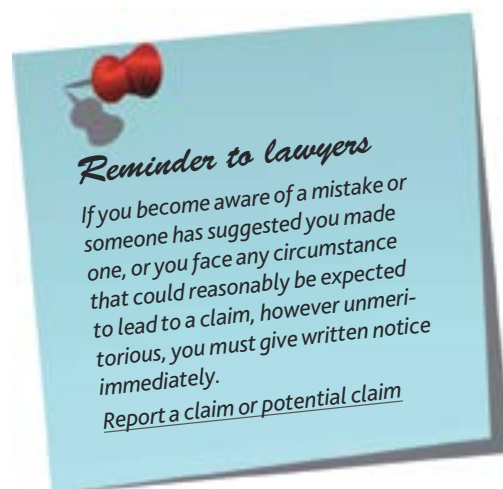 Reminder to lawyers
If you become aware of a mistake or
someone has suggested you made
one, or you face any circumstance
that could reasonably be expected
to lead to a claim, however unmeri-
torious, you must give written notice
immediately.
Report a claim or potential claim